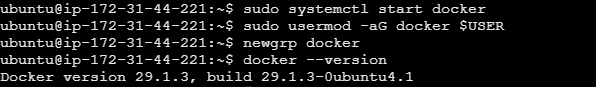 ubuntu@ip-172-31-44-221:~$ sudo systemctl start docker
ubuntu@ip-172-31-44-221:~$ sudo usermod -aG docker $USER
ubuntu@ip-172-31-44-221:~$ newgrp docker
ubuntu@ip-172-31-44-221:~$ docker --version
Docker version 29.1.3, build 29.1.3-0ubuntu4.1